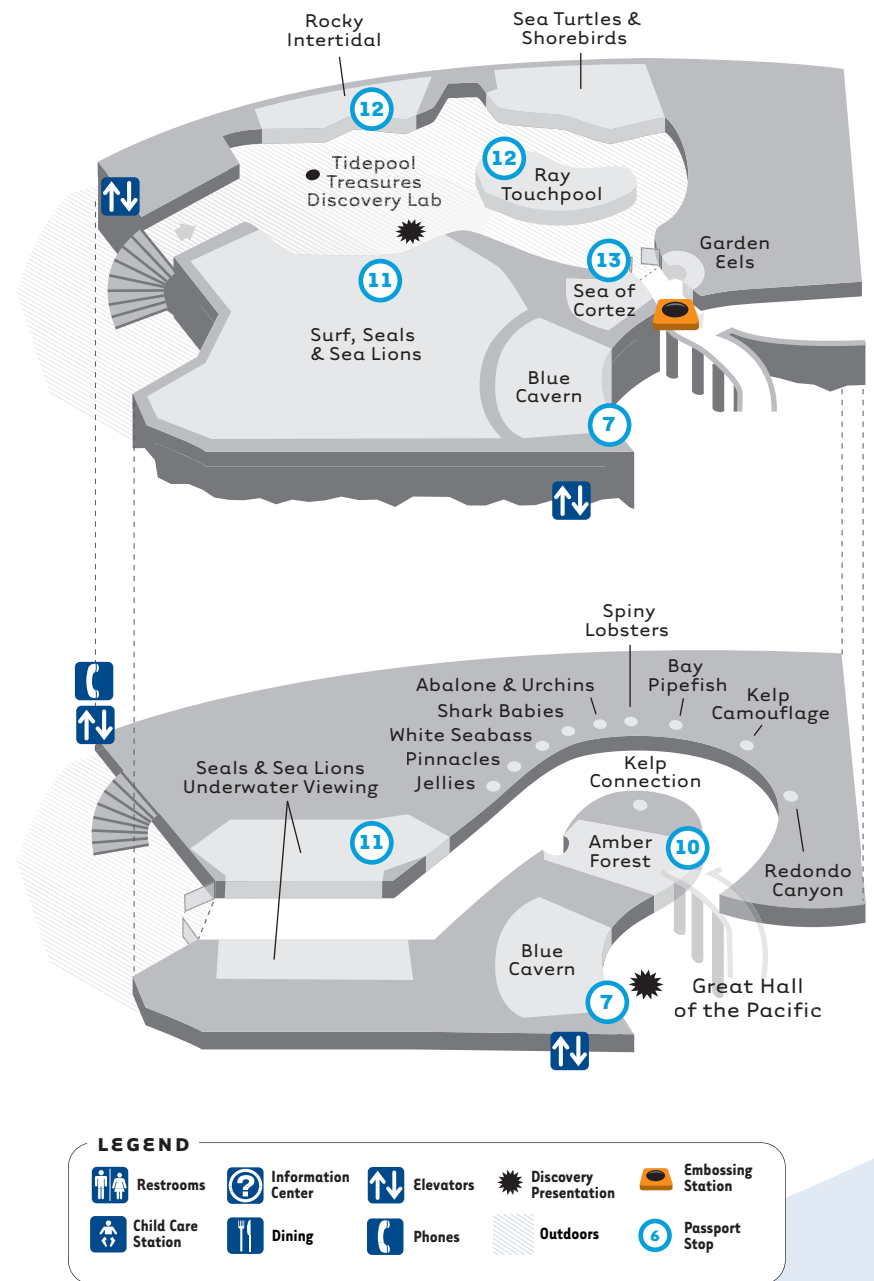 Rocky
Intertidal
Sea Turtles &
Shorebirds
12
12
Tidepool
Treasures
Discovery Lab
Ray
Touchpool
Garden
Eels
13
11
Sea of
Cortez
Surf, Seals
& Sea Lions
Blue
Cavern
7
Spiny
Lobsters
Bay
Pipefish
Abalone & Urchins
Kelp
Camouflage
Shark Babies
White Seabass
Pinnacles
Jellies
Seals & Sea Lions
Underwater Viewing
Kelp
Connection
11
Amber
Forest
10
Redondo
Canyon
Blue
Cavern
7
Great Hall
of the Pacific
LEGEND
Restrooms
?
Information
Center
Elevators
Discovery
Presentation
Embossing
Station
Child Care
Station
Dining
Phones
Outdoors
6
Passport
Stop